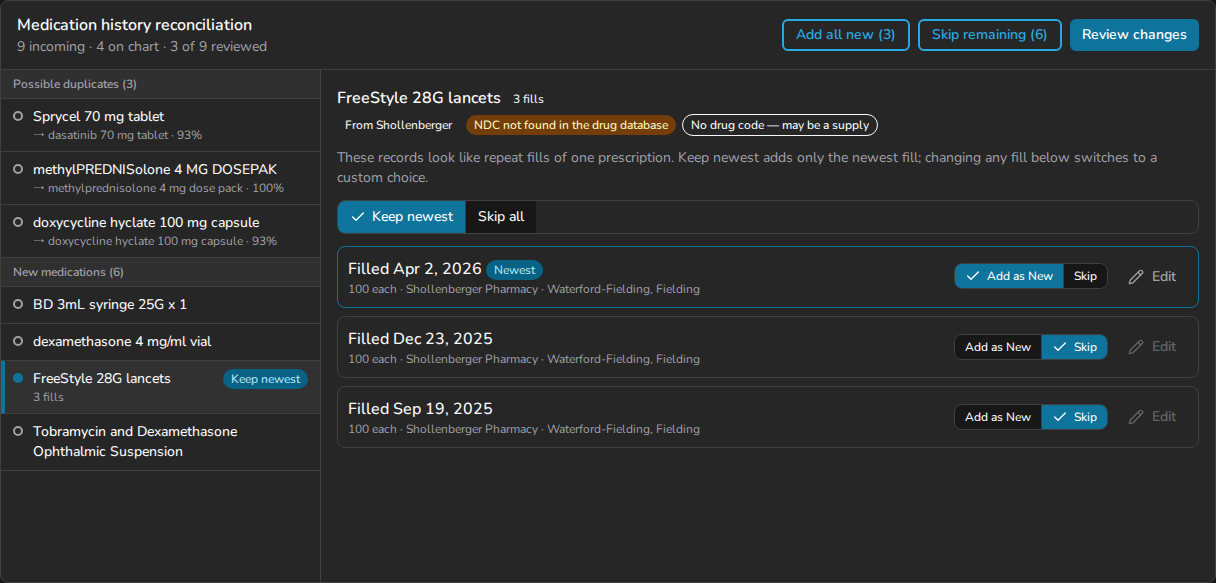 Medication history reconciliation
9 incoming · 4 on chart · 3 of 9 reviewed
Add all new (3)
Skip remaining (6)
Review changes
Possible duplicates (3)
Sprycel 70 mg tablet
→ dasatinib 70 mg tablet · 93%
methylPREDNISolone 4 MG DOSEPAK
→ methylprednisolone 4 mg dose pack · 100%
doxycycline hyclate 100 mg capsule
→ doxycycline hyclate 100 mg capsule · 93%
New medications (6)
BD 3mL syringe 25G x 1
dexamethasone 4 mg/ml vial
FreeStyle 28G lancets
Keep newest
3 fills
Tobramycin and Dexamethasone
Ophthalmic Suspension
FreeStyle 28G lancets 3 fills
From Shollenberger
NDC not found in the drug database
No drug code — may be a supply
These records look like repeat fills of one prescription. Keep newest adds only the newest fill; changing any fill below switches to a
custom choice.
Keep newest
Skip all
Filled Apr 2, 2026 Newest
100 each · Shollenberger Pharmacy · Waterford-Fielding, Fielding
Add as New
Skip
Edit
Filled Dec 23, 2025
100 each · Shollenberger Pharmacy · Waterford-Fielding, Fielding
Add as New
Skip
Edit
Filled Sep 19, 2025
100 each · Shollenberger Pharmacy · Waterford-Fielding, Fielding
Add as New
Skip
Edit